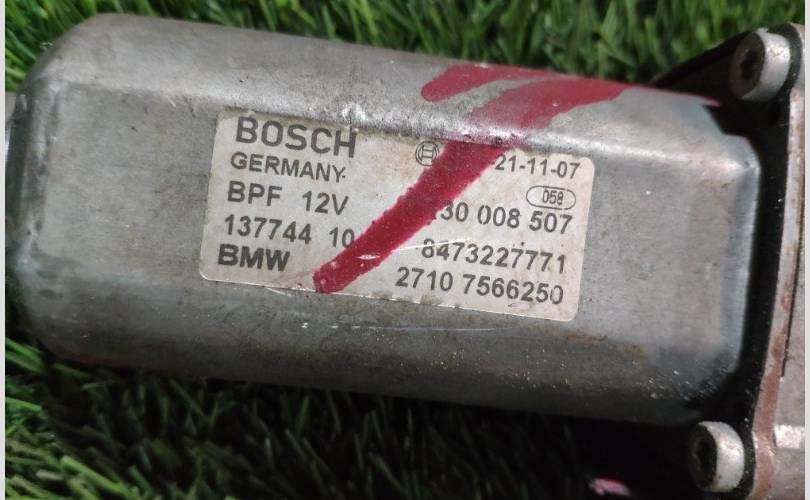 BOSCH 21-11-07
GERMANY 058
BPF 12V 30 008 507
137744 10 8473227771
BMW 2710 7566250